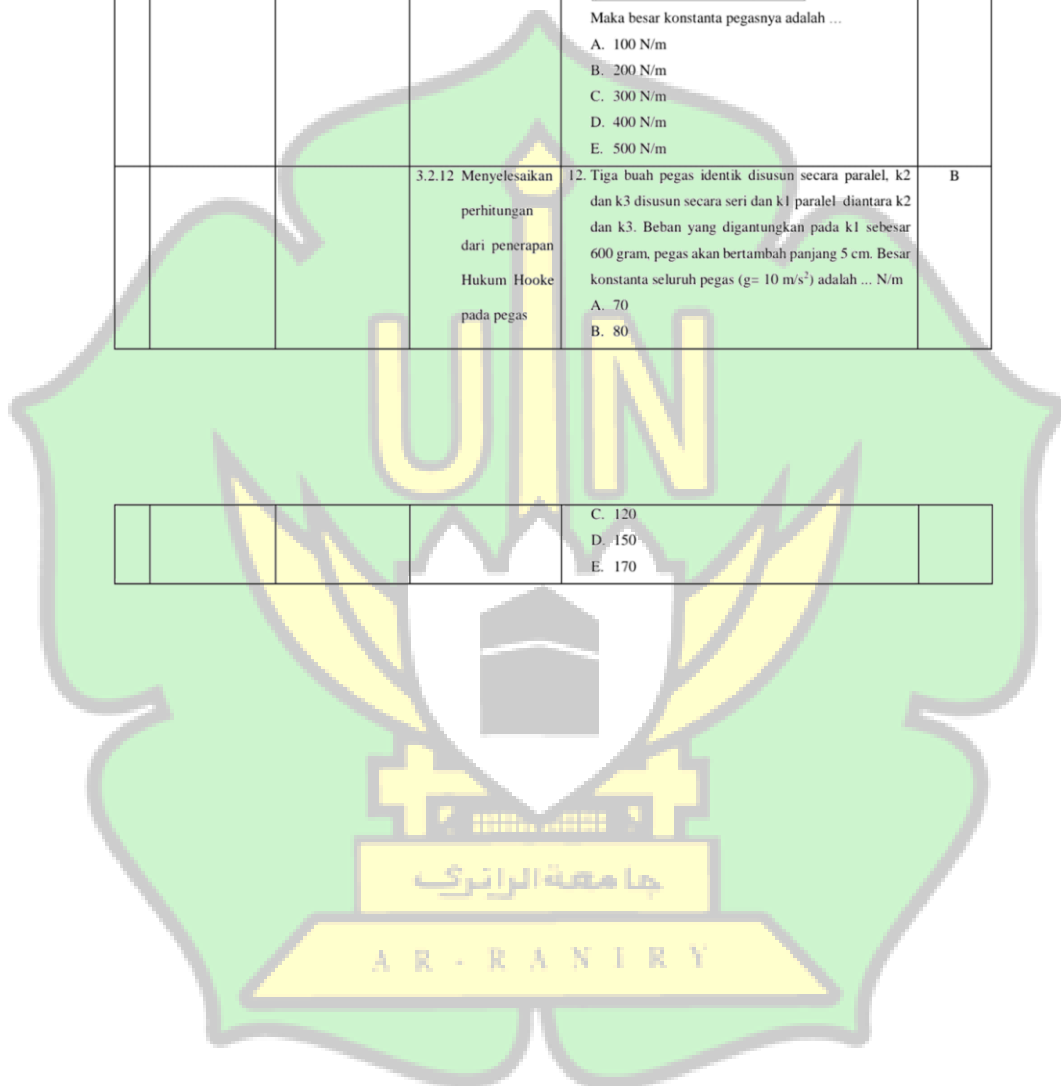 Maka besar konstanta pegasnya adalah ...
A. 100 N/m
B. 200 N/m
C. 300 N/m
D. 400 N/m
E. 500 N/m
3.2.12 Menyelesaikan
perhitungan
dari penerapan
Hukum Hooke
pada pegas
12. Tiga buah pegas identik disusun secara paralel, k2
dan k3 disusun secara seri dan k1 paralel diantara k2
dan k3. Beban yang digantungkan pada k1 sebesar
600 gram, pegas akan bertambah panjang 5 cm. Besar
konstanta seluruh pegas (g= 10 m/s²) adalah ... N/m
A. 70
B. 80
B
UIN
C. 120
D. 150
E. 170
جامعة الرانري
AR - RANIRY